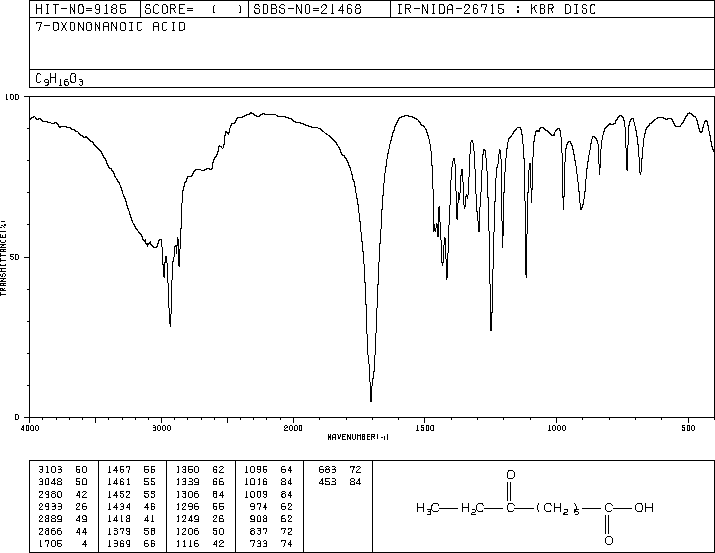 HIT-NO=9185 SCORE= ( ) SDBS-NO=21468 IR-NIDA-26715 : KBR DISC
7-OXONONANOIC ACID
C9H16O3
100
TRANSMITTANCE(%)
50
0
4000 3000 2000 1500 1000 500
WAVENUMBER(-1)
3103 60 1467 55 1350 62 1096 64 683 72
3048 50 1461 55 1339 66 1016 84 453 84
2980 42 1452 55 1306 84 1009 84
2933 26 1434 46 1296 55 974 62
2889 49 1418 41 1249 26 908 62
2866 44 1379 58 1206 50 837 72
1706 4 1369 66 1116 42 733 74
O
H3C H2C C (CH2)5 C OH
O